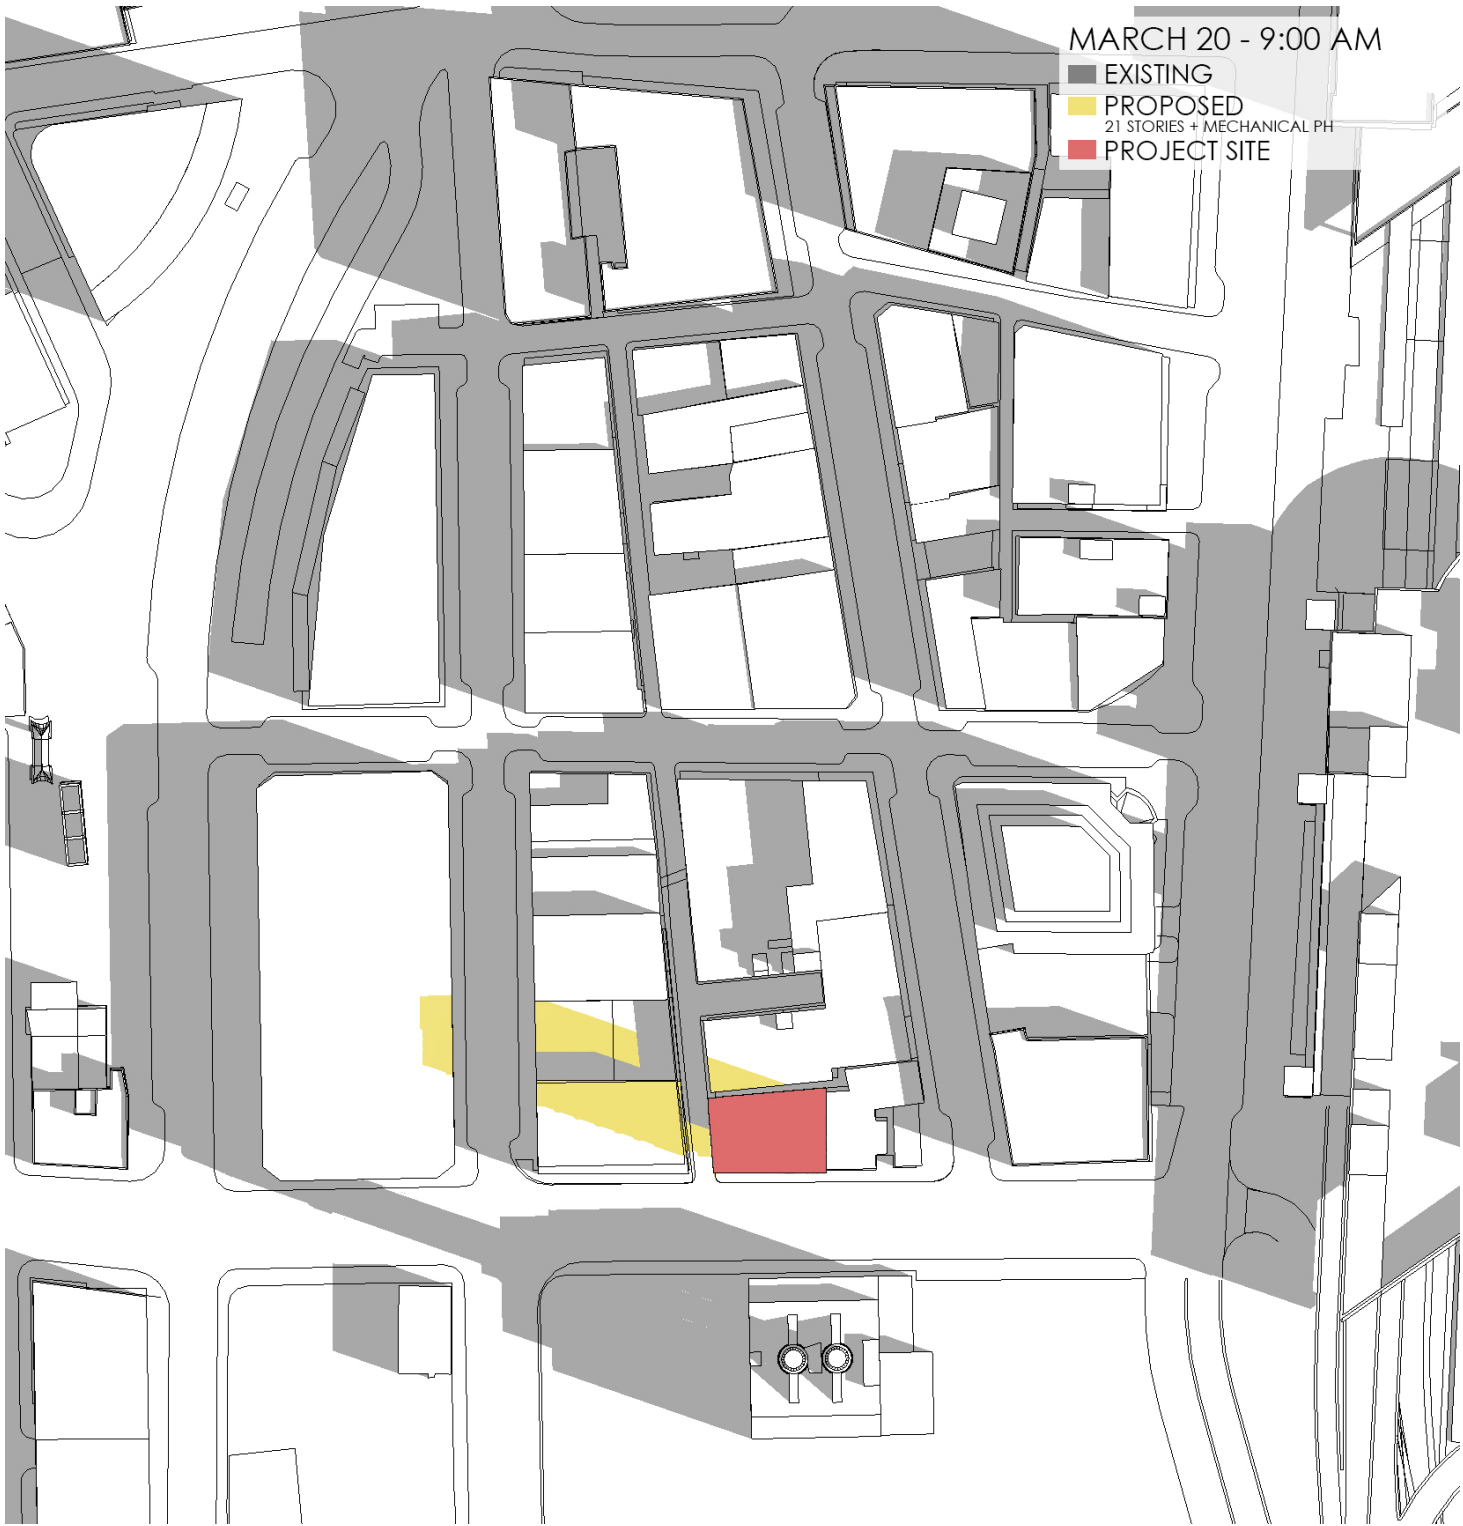 MARCH 20 - 9:00 AM
EXISTING
PROPOSED
21 STORIES + MECHANICAL PH
PROJECT SITE